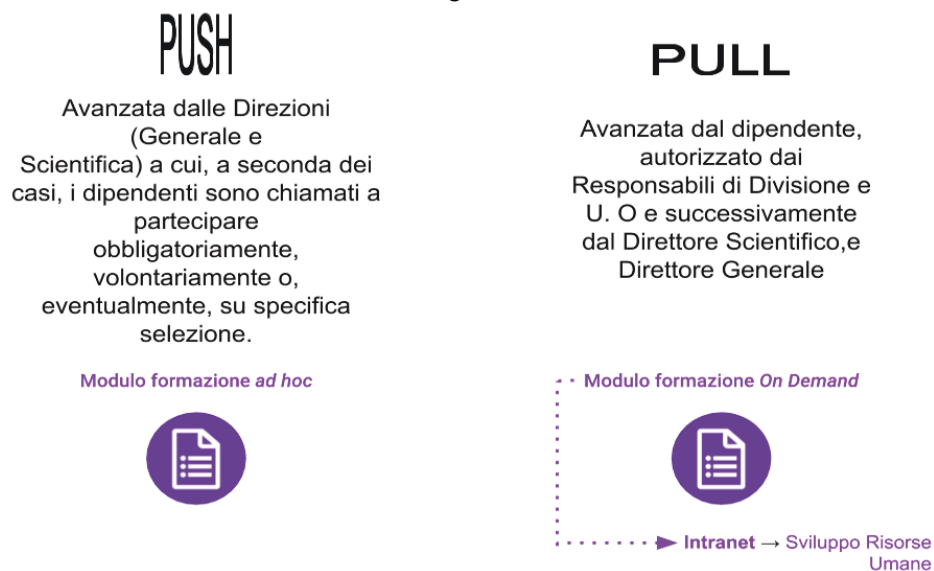 PUSH
Avanzata dalle Direzioni
(Generale e
Scientifica) a cui, a seconda dei
casi, i dipendenti sono chiamati a
partecipare
obbligatoriamente,
volontariamente o,
eventualmente, su specifica
selezione.
Modulo formazione ad hoc
PULL
Avanzata dal dipendente,
autorizzato dai
Responsabili di Divisione e
U. O e successivamente
dal Direttore Scientifico,e
Direttore Generale
Modulo formazione On Demand
Intranet → Sviluppo Risorse
Umane